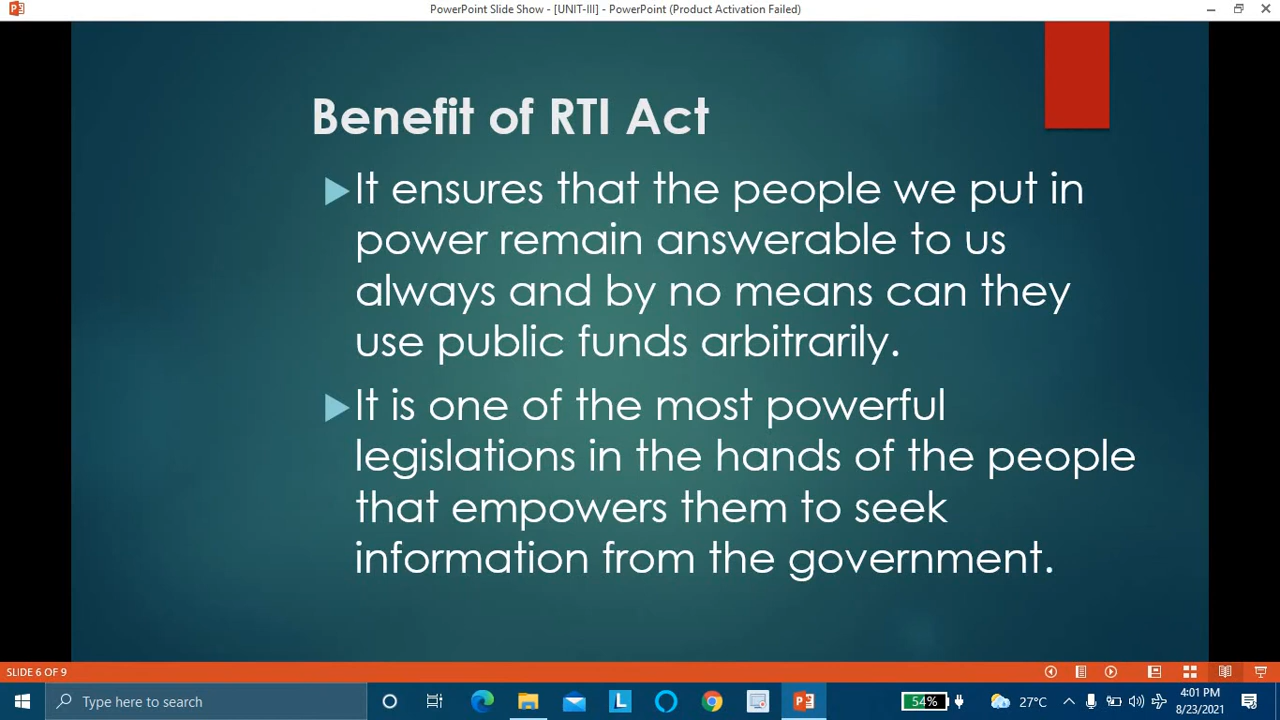 PowerPoint Slide Show - [UNIT-III] - PowerPoint (Product Activation Failed)
Benefit of RTI Act
It ensures that the people we put in
power remain answerable to us
always and by no means can they
use public funds arbitrarily.
It is one of the most powerful
legislations in the hands of the people
that empowers them to seek
information from the government.
SLIDE 6 OF 9
Type here to search
L
54%
27°C
4:01 PM
8/23/2021